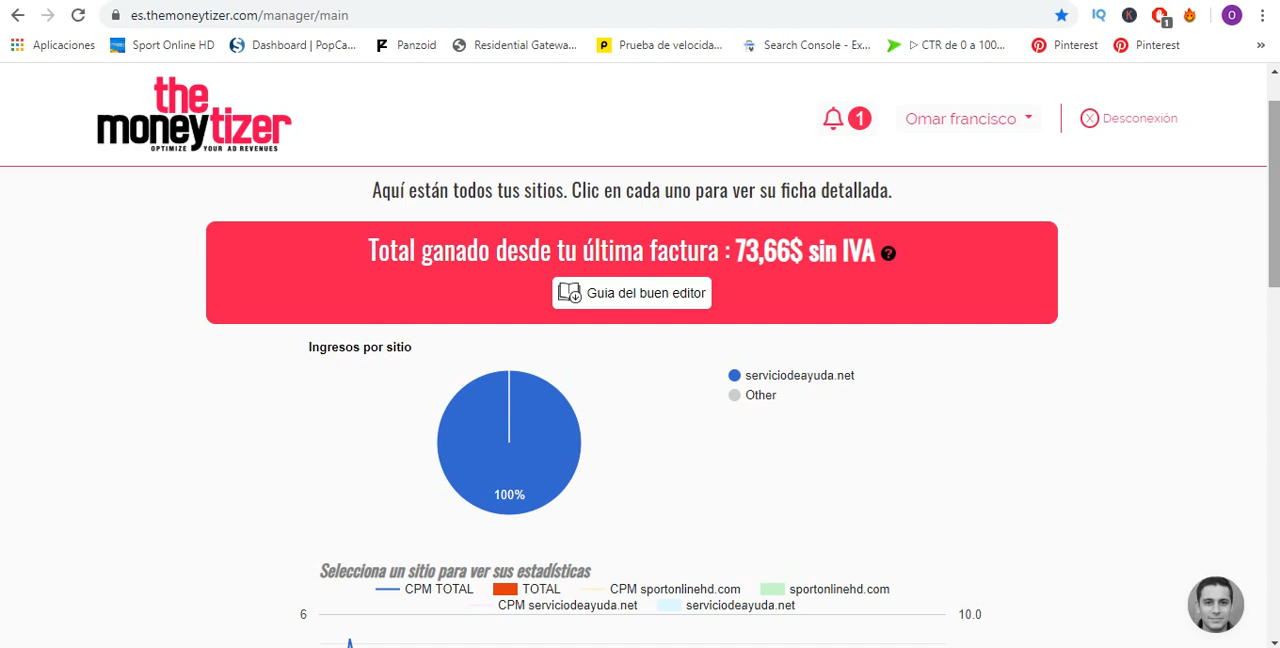 es.themoneytizer.com/manager/main
IQ
K
1
O
Aplicaciones
Sport Online HD
Dashboard | PopCa...
Panzoid
Residential Gatewa...
P
Prueba de velocida...
Search Console - Ex...
▷ CTR de 0 a 100...
Pinterest
Pinterest
»
the
moneytizer
OPTIMIZE YOUR AD REVENUES
1
Omar francisco
X Desconexión
Aquí están todos tus sitios. Clic en cada uno para ver su ficha detallada.
Total ganado desde tu última factura : 73,66$ sin IVA ?
Guia del buen editor
Ingresos por sitio
serviciodeayuda.net
Other
100%
Selecciona un sitio para ver sus estadísticas
CPM TOTAL TOTAL CPM sportonlinehd.com sportonlinehd.com
CPM serviciodeayuda.net serviciodeayuda.net
6
10.0